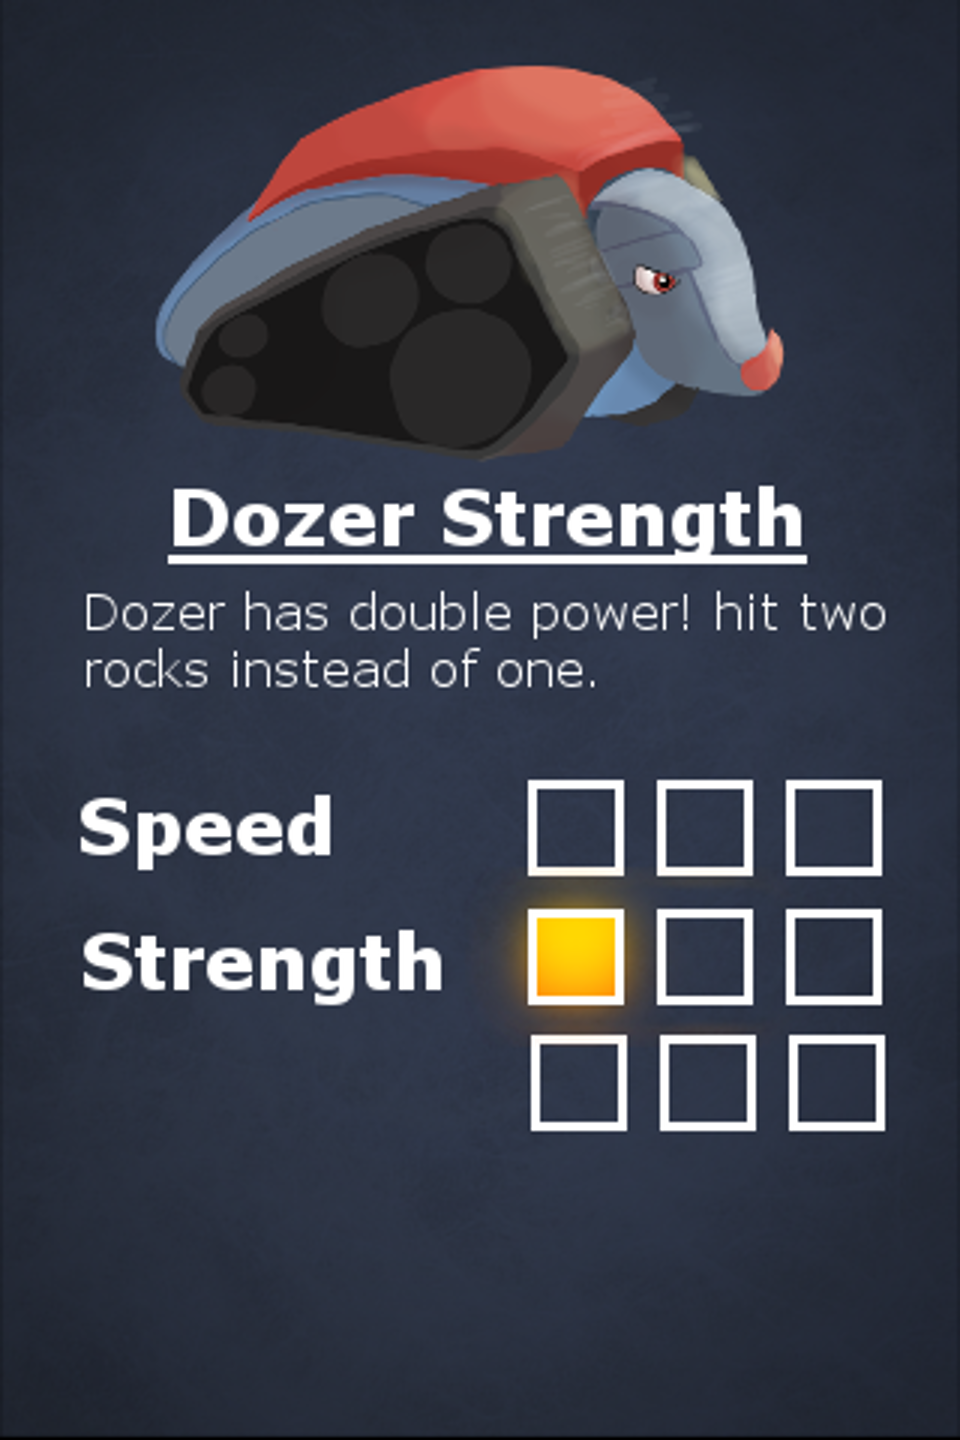 Dozer Strength
Dozer has double power! hit two
rocks instead of one.
Speed
Strength